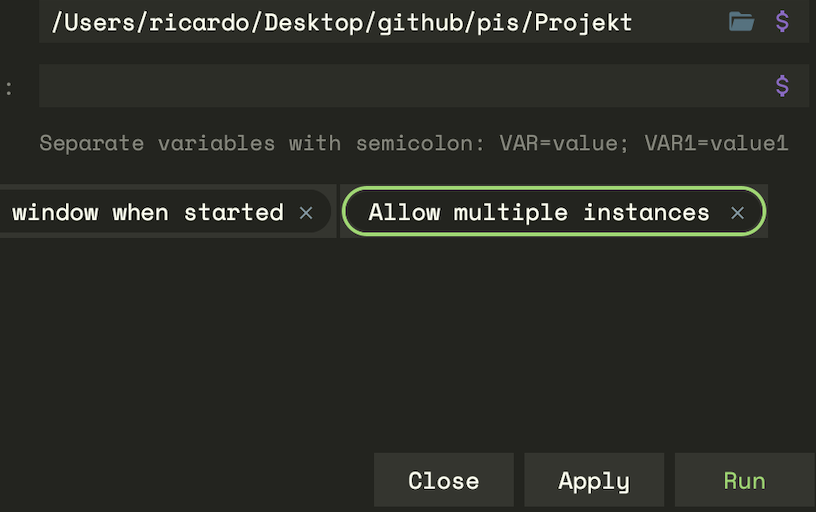 /Users/ricardo/Desktop/github/pis/Projekt $
: $
Separate variables with semicolon: VAR=value; VAR1=value1
window when started × Allow multiple instances ×
Close Apply Run